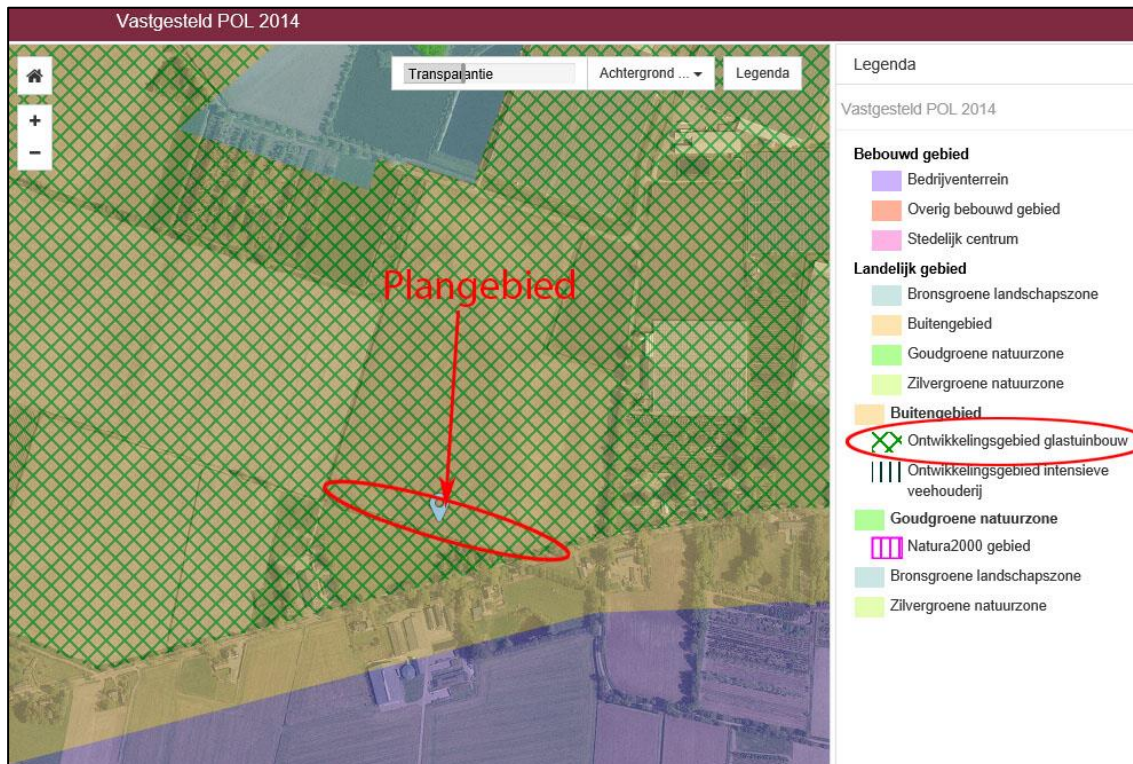 Vastgesteld POL 2014
Transparantie
Achtergrond ...
Legenda
+
−
Plangebied
Legenda
Vastgesteld POL 2014
Bebouwd gebied
Bedrijventerrein
Overig bebouwd gebied
Stedelijk centrum
Landelijk gebied
Bronsgroene landschapszone
Buitengebied
Goudgroene natuurzone
Zilvergroene natuurzone
Buitengebied
Ontwikkelingsgebied glastuinbouw
Ontwikkelingsgebied intensieve
veehouderij
Goudgroene natuurzone
Natura2000 gebied
Bronsgroene landschapszone
Zilvergroene natuurzone